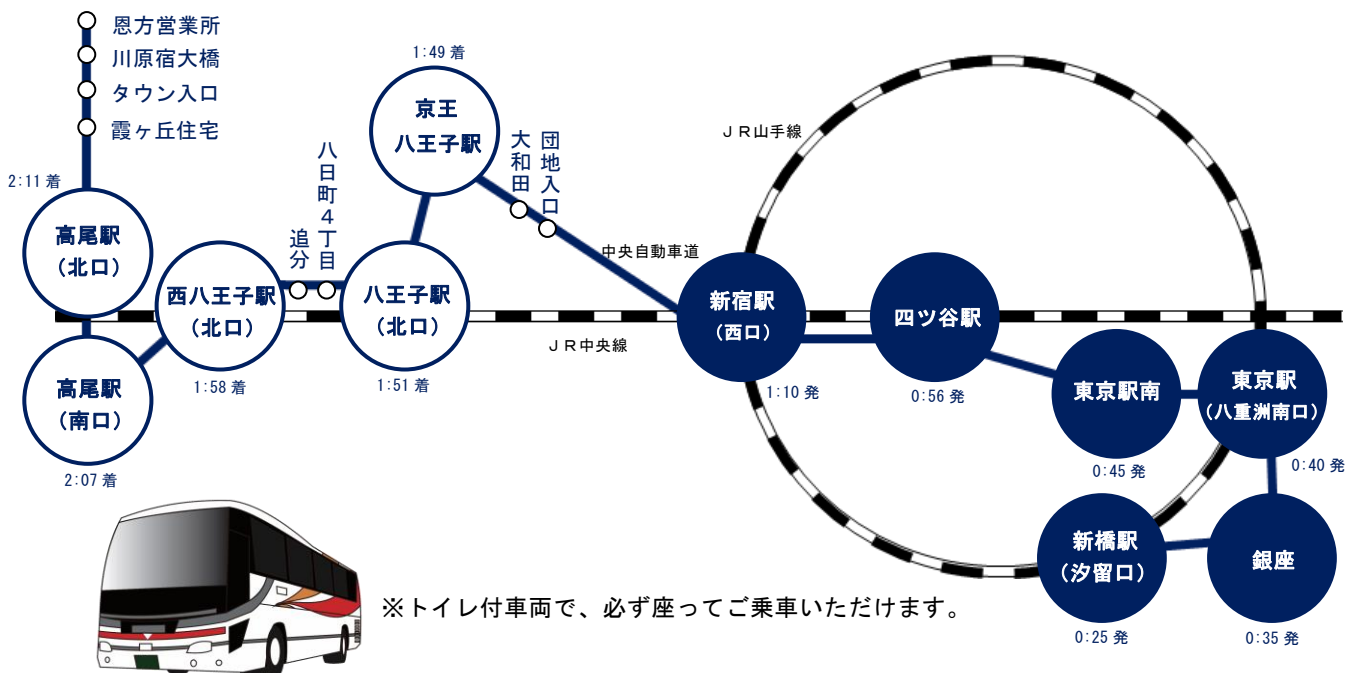 恩方営業所
川原宿大橋
タウン入口
霞ヶ丘住宅
2:11 着
高尾駅
（北口）
高尾駅
（南口）
2:07 着
西八王子駅
（北口）
1:58 着
追分
八日町４丁目
八王子駅
（北口）
1:51 着
1:49 着
京王
八王子駅
大和田
団地入口
中央自動車道
ＪＲ中央線
ＪＲ山手線
新宿駅
（西口）
1:10 発
四ツ谷駅
0:56 発
東京駅南
0:45 発
東京駅
（八重洲南口）
0:40 発
新橋駅
（汐留口）
0:25 発
銀座
0:35 発
※トイレ付車両で、必ず座ってご乗車いただけます。